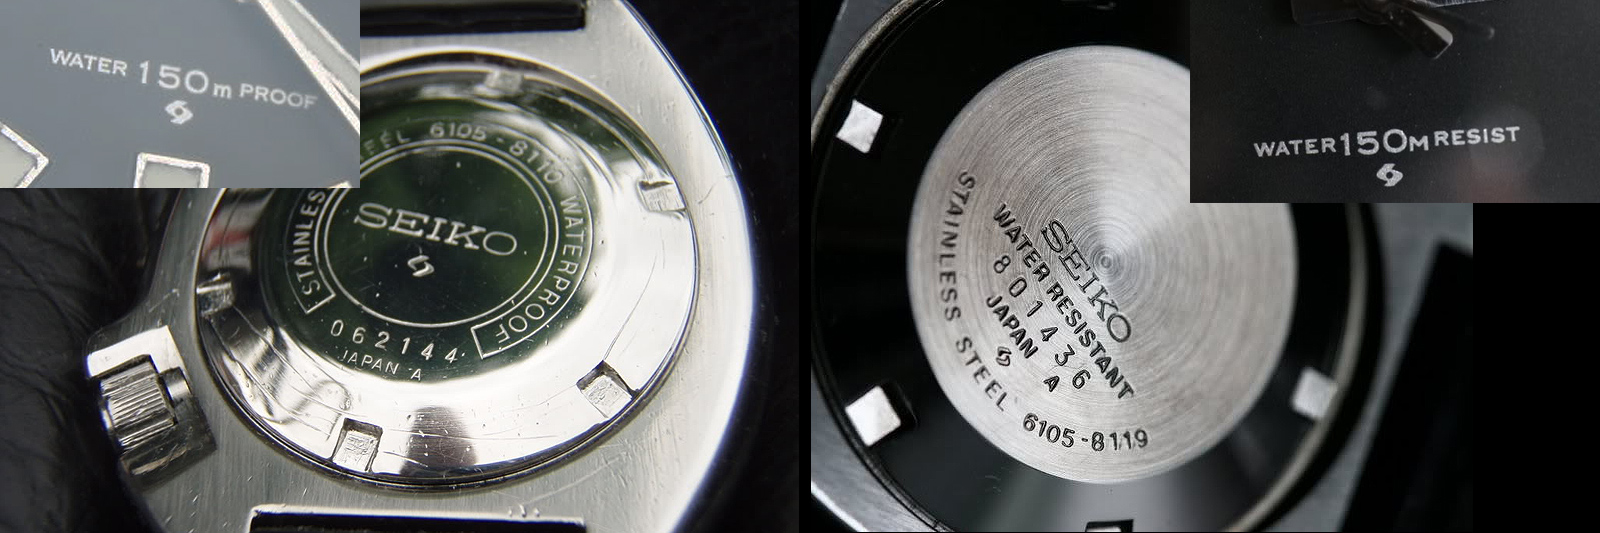 WATER 150m PROOF
STAINLESS STEEL 6105-8110 WATERPROOF
SEIKO
062144
JAPAN A
WATER 150M RESIST
SEIKO
WATER RESISTANT
801436
JAPAN A
STAINLESS STEEL 6105-8119